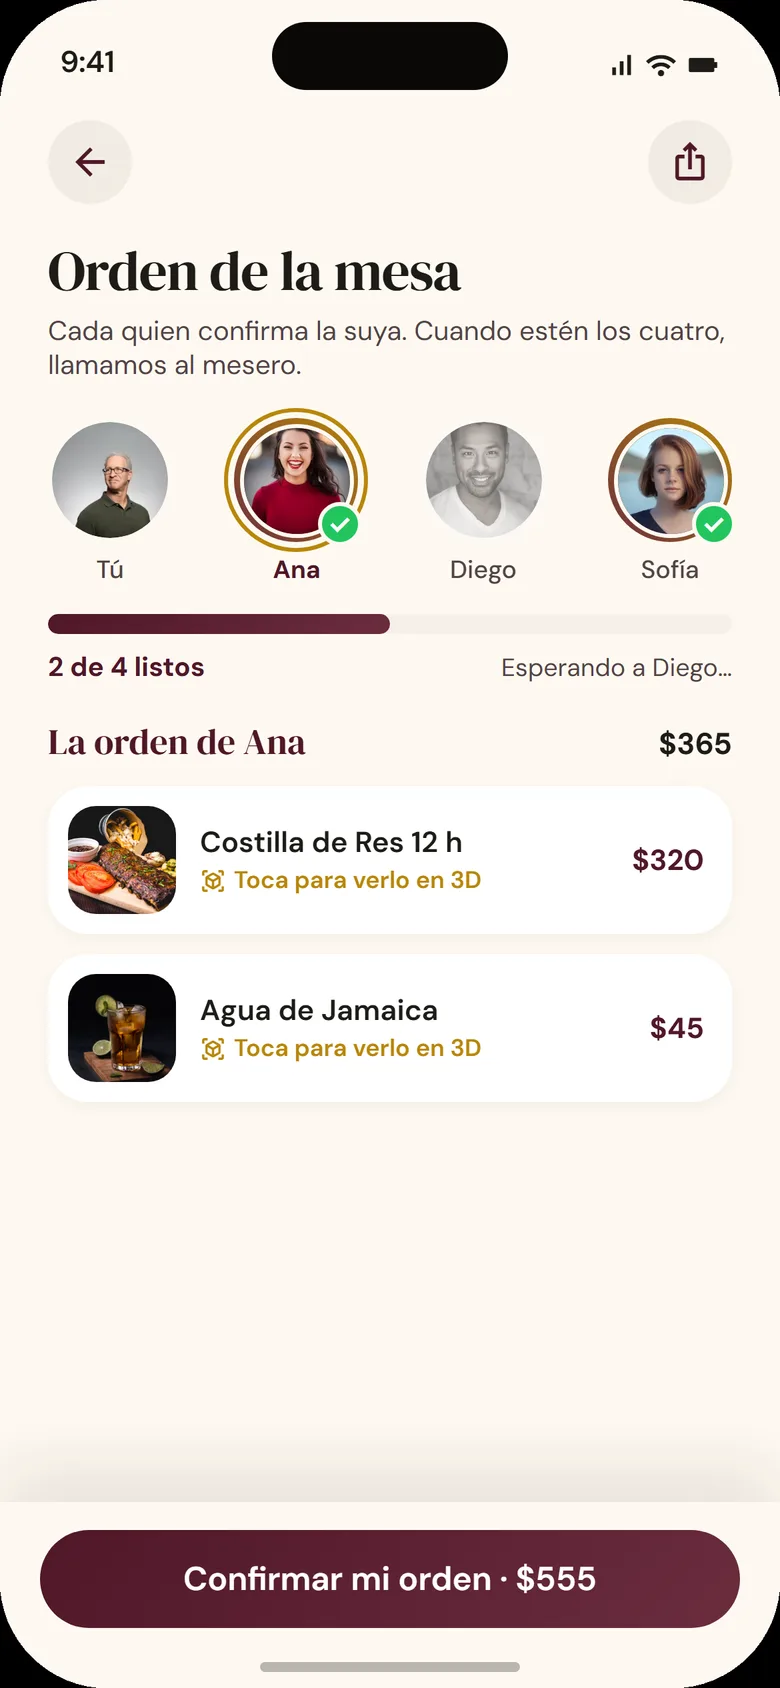 9:41
Orden de la mesa
Cada quien confirma la suya. Cuando estén los cuatro,
llamamos al mesero.
Tú
Ana
Diego
Sofía
2 de 4 listos
Esperando a Diego...
La orden de Ana
$365
Costilla de Res 12 h
Toca para verlo en 3D
$320
Agua de Jamaica
Toca para verlo en 3D
$45
Confirmar mi orden · $555